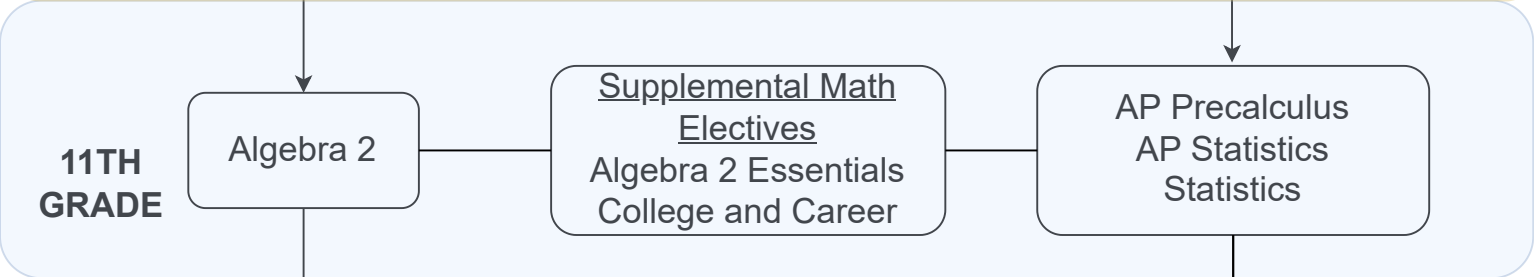 11TH
GRADE
Algebra 2
Supplemental Math
Electives
Algebra 2 Essentials
College and Career
AP Precalculus
AP Statistics
Statistics